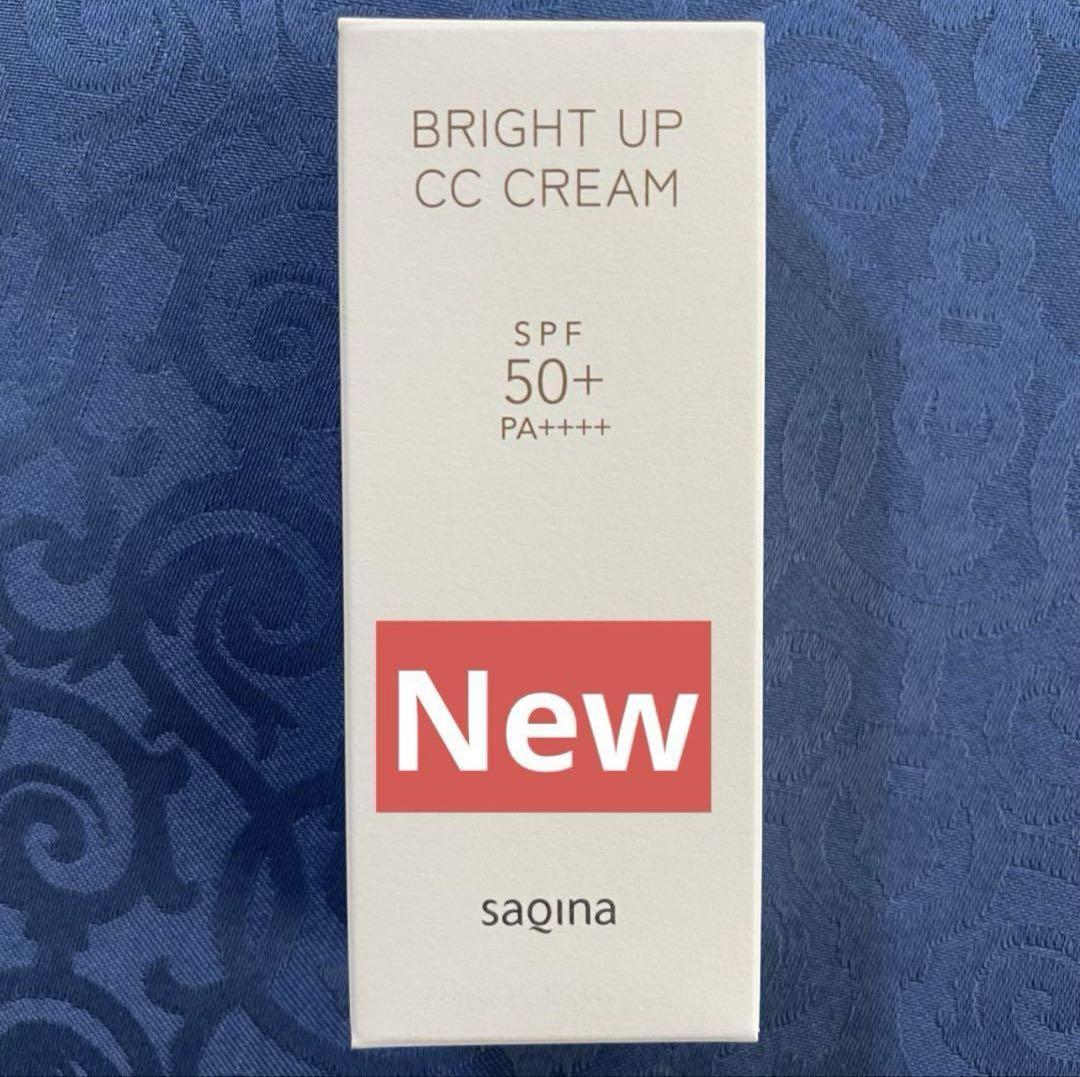 BRIGHT UP
CC CREAM
SPF
50+
PA++++
New
saqina